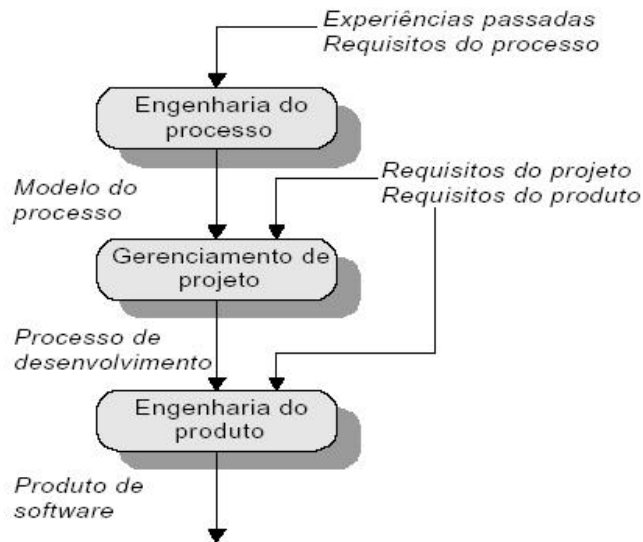 Experiências passadas
Requisitos do processo
Engenharia do
processo
Modelo do
processo
Requisitos do projeto
Requisitos do produto
Gerenciamento de
projeto
Processo de
desenvolvimento
Engenharia do
produto
Produto de
software